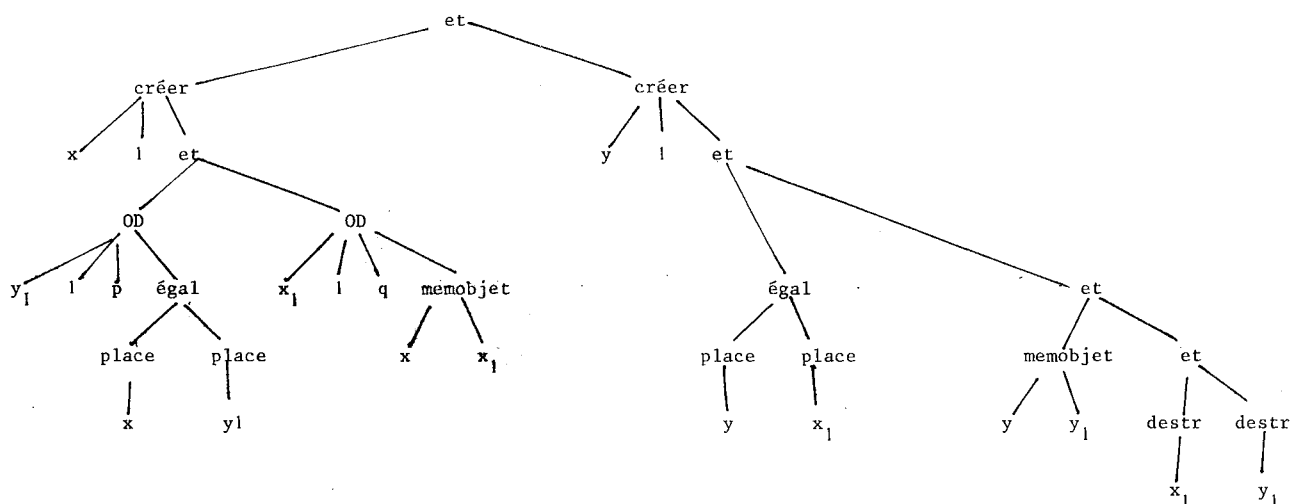 et
créer créer
x 1 et y 1 et
OD OD
y1 1 p égal x1 1 q memobjet égal et
place place x x1 place place memobjet et
x y1 y x1 y y1 destr destr
x1 y1